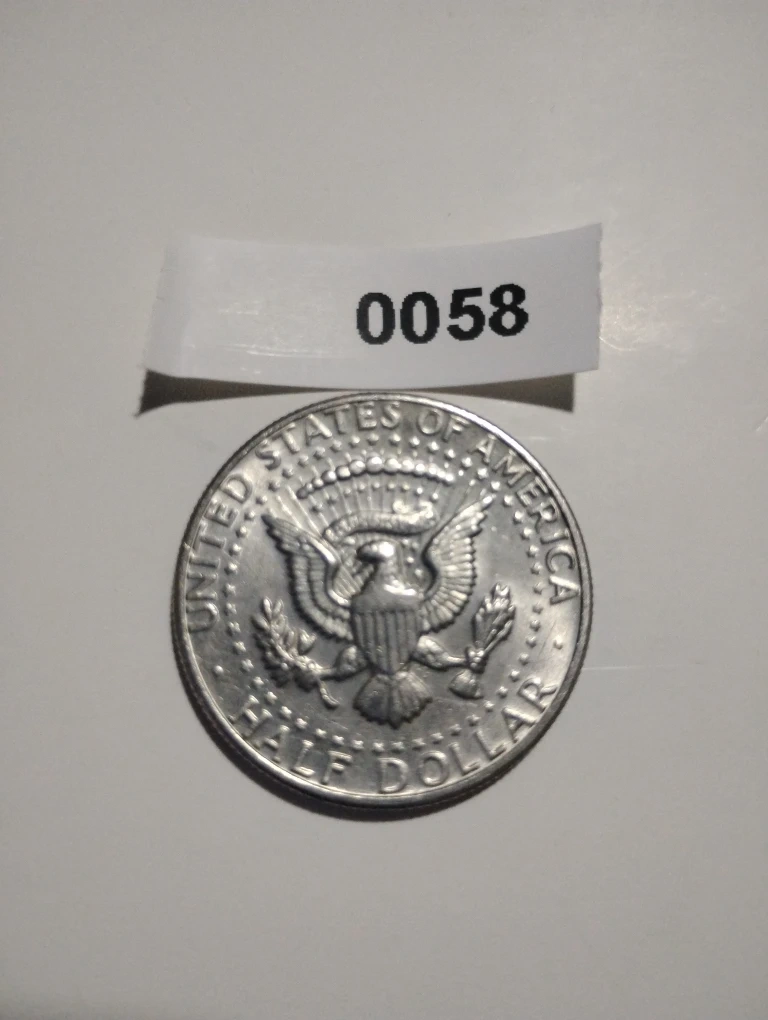 0058
UNITED STATES OF AMERICA
HALF DOLLAR